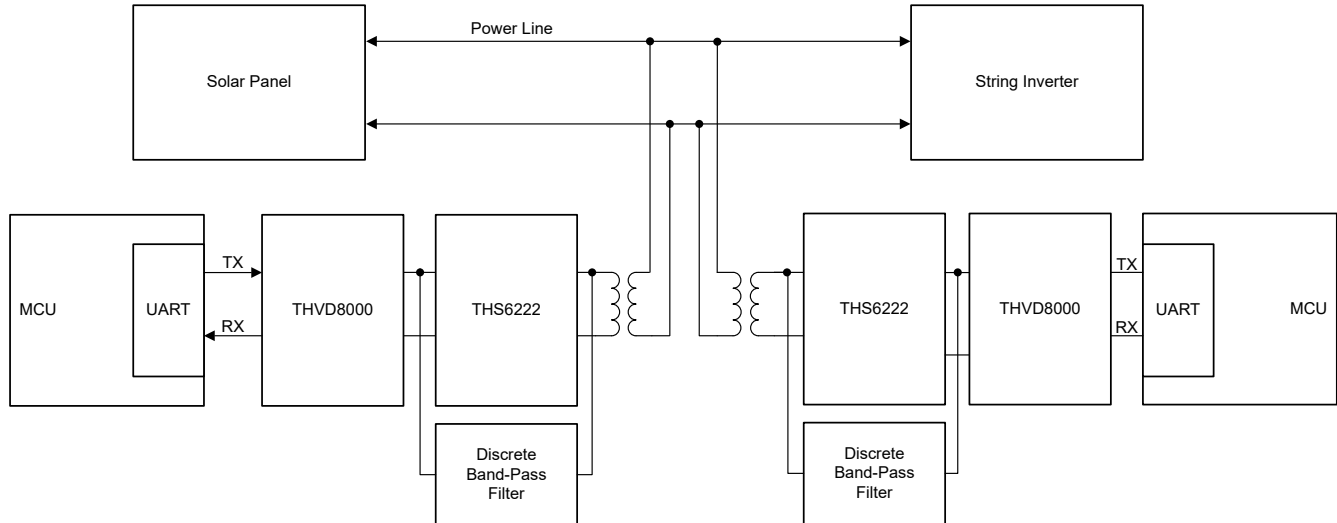 Power Line
Solar Panel
String Inverter
MCU
UART
TX
RX
THVD8000
THS6222
THS6222
THVD8000
TX
RX
UART
MCU
Discrete
Band-Pass
Filter
Discrete
Band-Pass
Filter